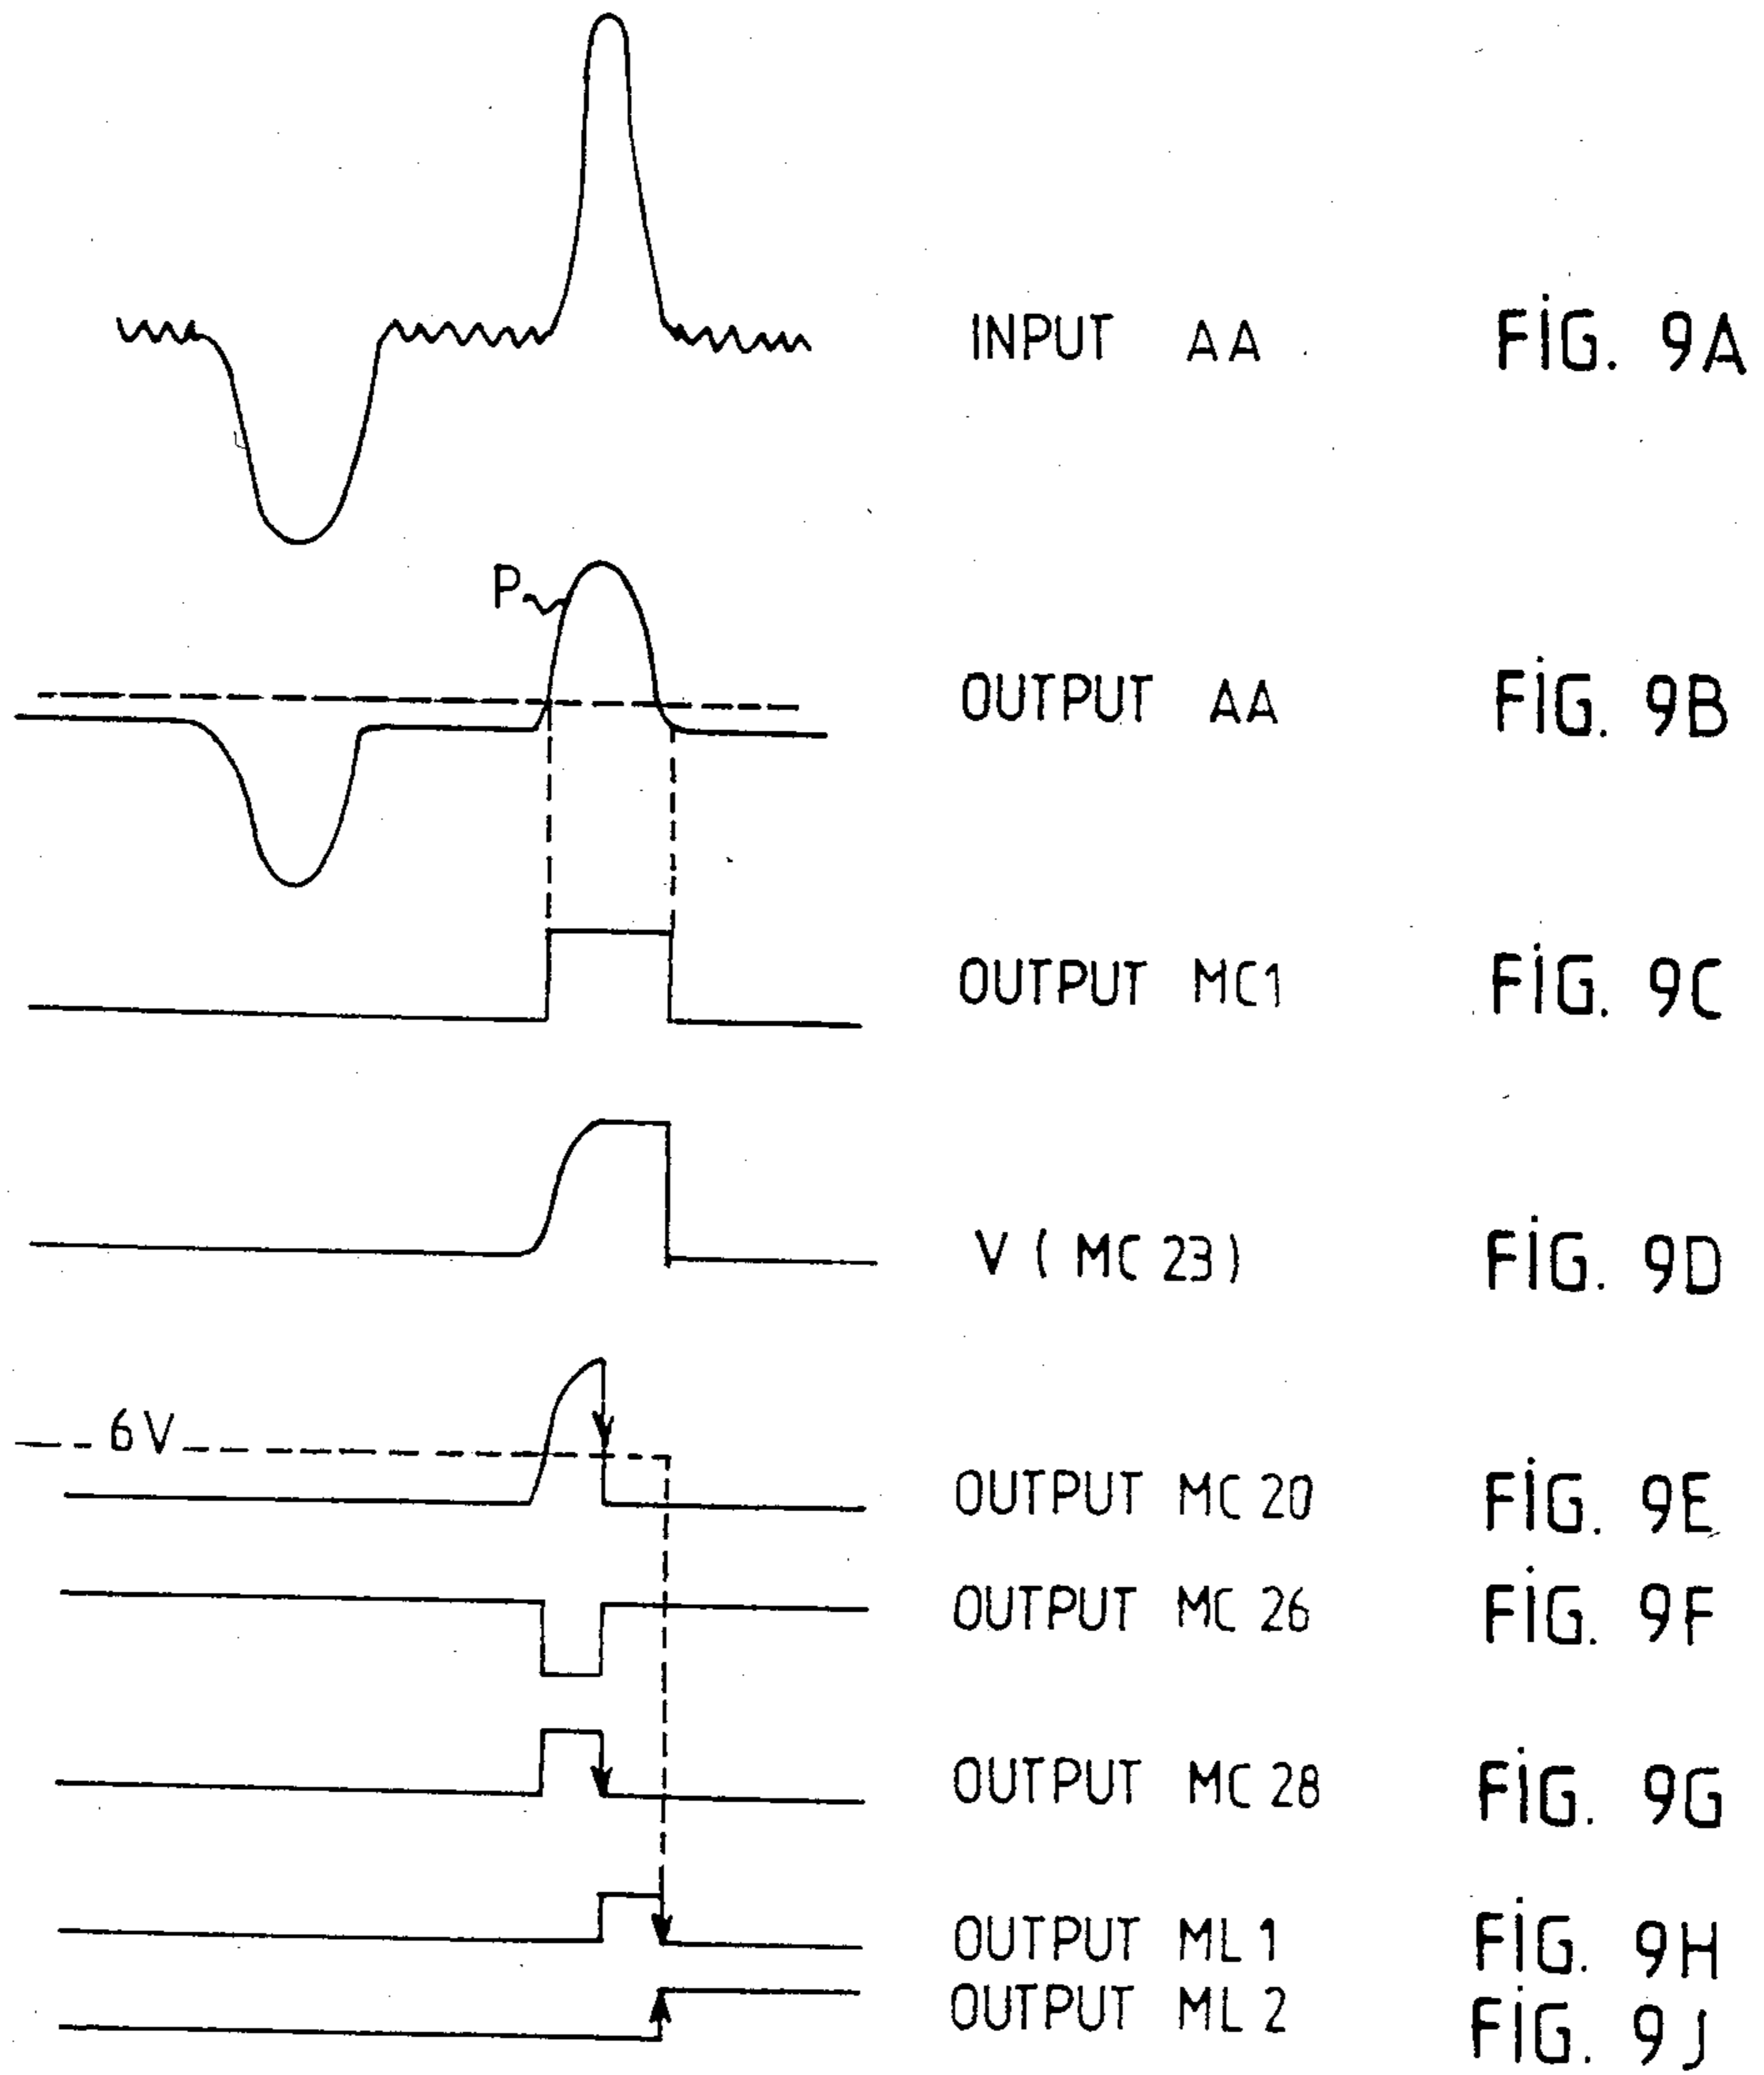 INPUT AA FIG. 9A
P
OUTPUT AA FIG. 9B
OUTPUT MC1 FIG. 9C
V (MC 23) FIG. 9D
6V
OUTPUT MC 20 FIG. 9E
OUTPUT MC 26 FIG. 9F
OUTPUT MC 28 FIG. 9G
OUTPUT ML 1 FIG. 9H
OUTPUT ML 2 FIG. 9J